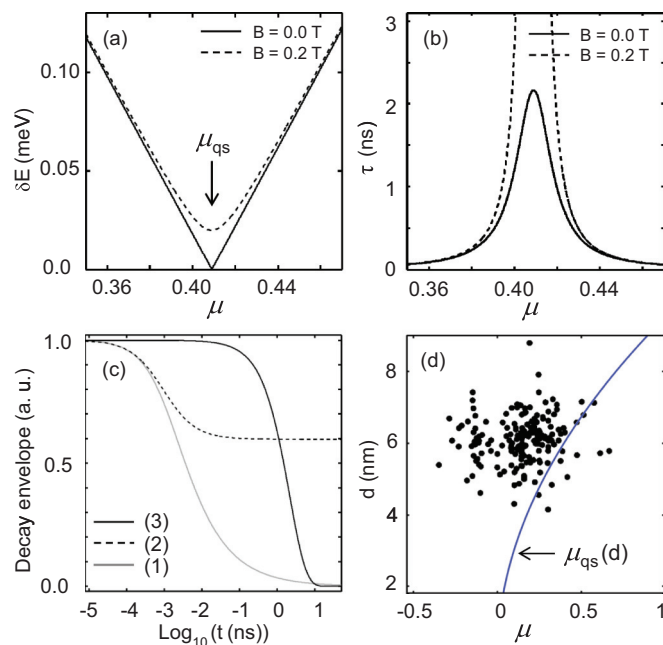 (a)
B = 0.0 T
B = 0.2 T
μqs
δE (meV)
0.10
0.05
0.0
0.36 0.40 0.44
μ
(b)
B = 0.0 T
B = 0.2 T
τ (ns)
3
2
1
0
0.36 0.40 0.44
μ
(c)
Decay envelope (a. u.)
1.0
0.5
0.0
(3)
(2)
(1)
-5 -4 -3 -2 -1 0 1
Log10(t (ns))
(d)
d (nm)
8
6
4
2
μqs(d)
-0.5 0 0.5 1
μ